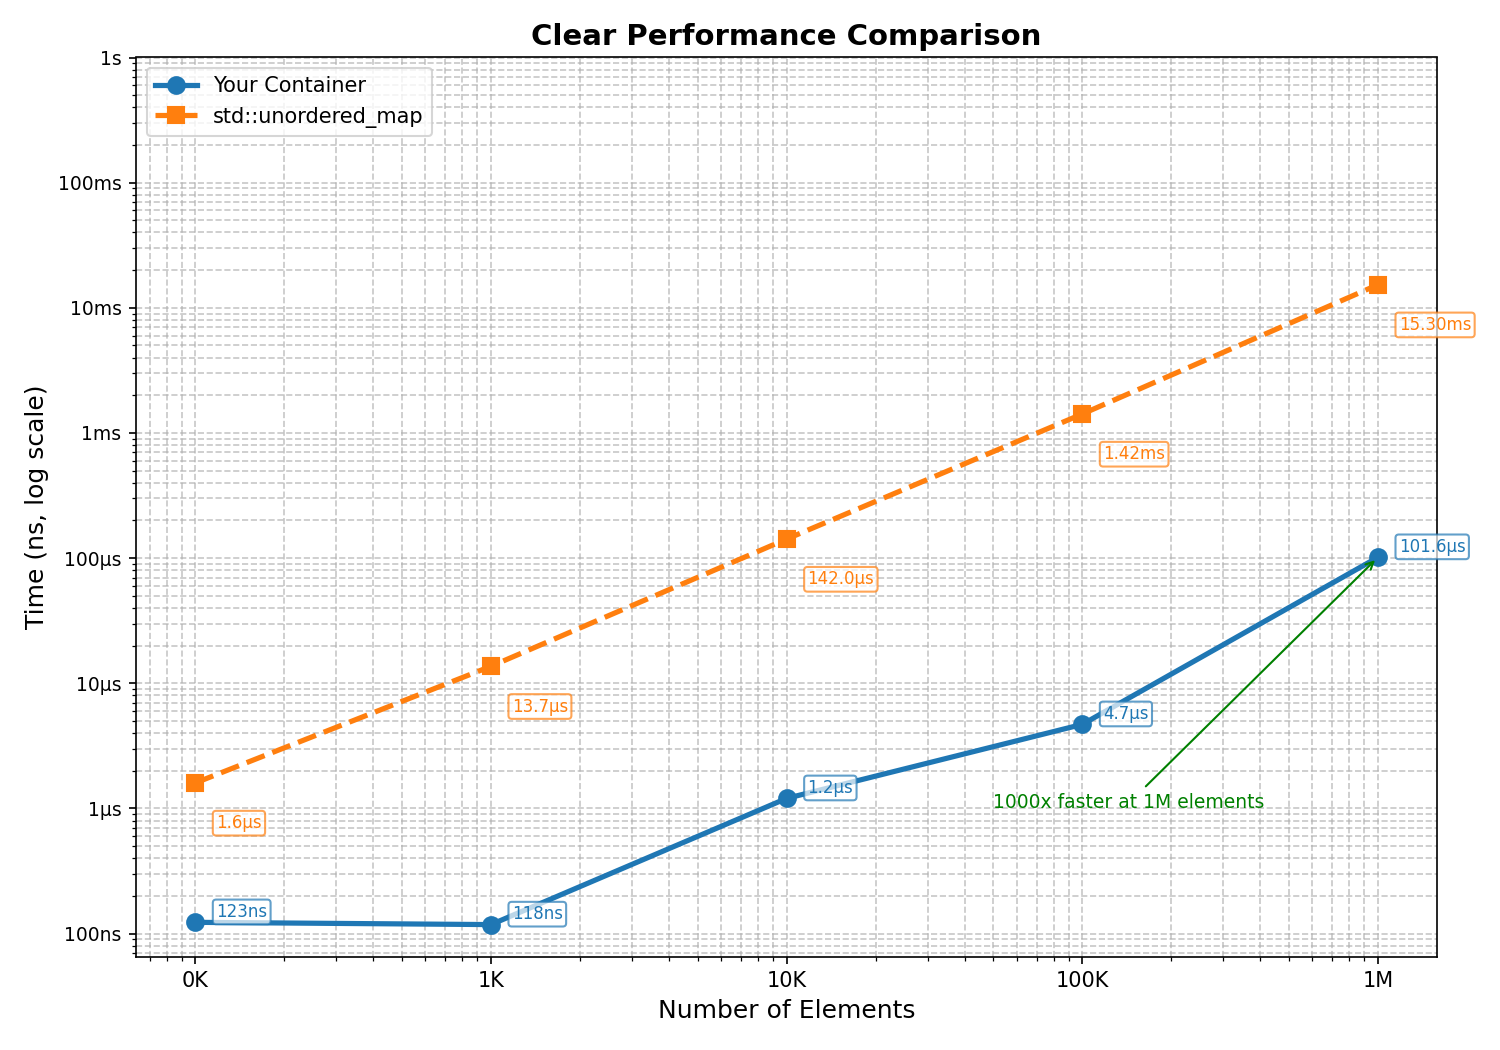 Clear Performance Comparison
Your Container
std::unordered_map
Time (ns, log scale)
1s
100ms
10ms
1ms
100µs
10µs
1µs
100ns
15.30ms
1.42ms
142.0µs
13.7µs
1.6µs
101.6µs
4.7µs
1.2µs
118ns
123ns
1000x faster at 1M elements
0K
1K
10K
100K
1M
Number of Elements